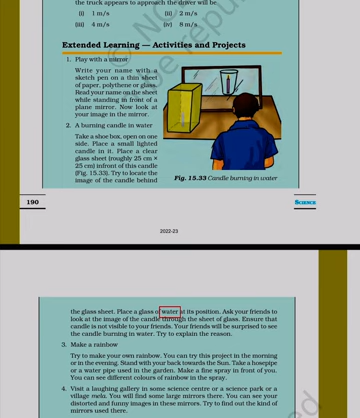 the truck appears to approach the driver will be
(i) 1 m/s (ii) 2 m/s
(iii) 4 m/s (iv) 8 m/s
Extended Learning — Activities and Projects
1. Play with a mirror
Write your name with a
sketch pen on a thin sheet
of paper, polythene or glass.
Read your name on the sheet
while standing in front of a
plane mirror. Now look at
your image in the mirror.
2. A burning candle in water
Take a shoe box, open on one
side. Place a small lighted
candle in it. Place a clear
glass sheet (roughly 25 cm ×
25 cm) infront of this candle
(Fig. 15.33). Try to locate the
image of the candle behind
Fig. 15.33 Candle burning in water
190
SCIENCE
2022-23
the glass sheet. Place a glass of water at its position. Ask your friends to
look at the image of the candle through the sheet of glass. Ensure that
candle is not visible to your friends. Your friends will be surprised to see
the candle burning in water. Try to explain the reason.
3. Make a rainbow
Try to make your own rainbow. You can try this project in the morning
or in the evening. Stand with your back towards the Sun. Take a hosepipe
or a water pipe used in the garden. Make a fine spray in front of you.
You can see different colours of rainbow in the spray.
4. Visit a laughing gallery in some science centre or a science park or a
village mela. You will find some large mirrors there. You can see your
distorted and funny images in these mirrors. Try to find out the kind of
mirrors used there.